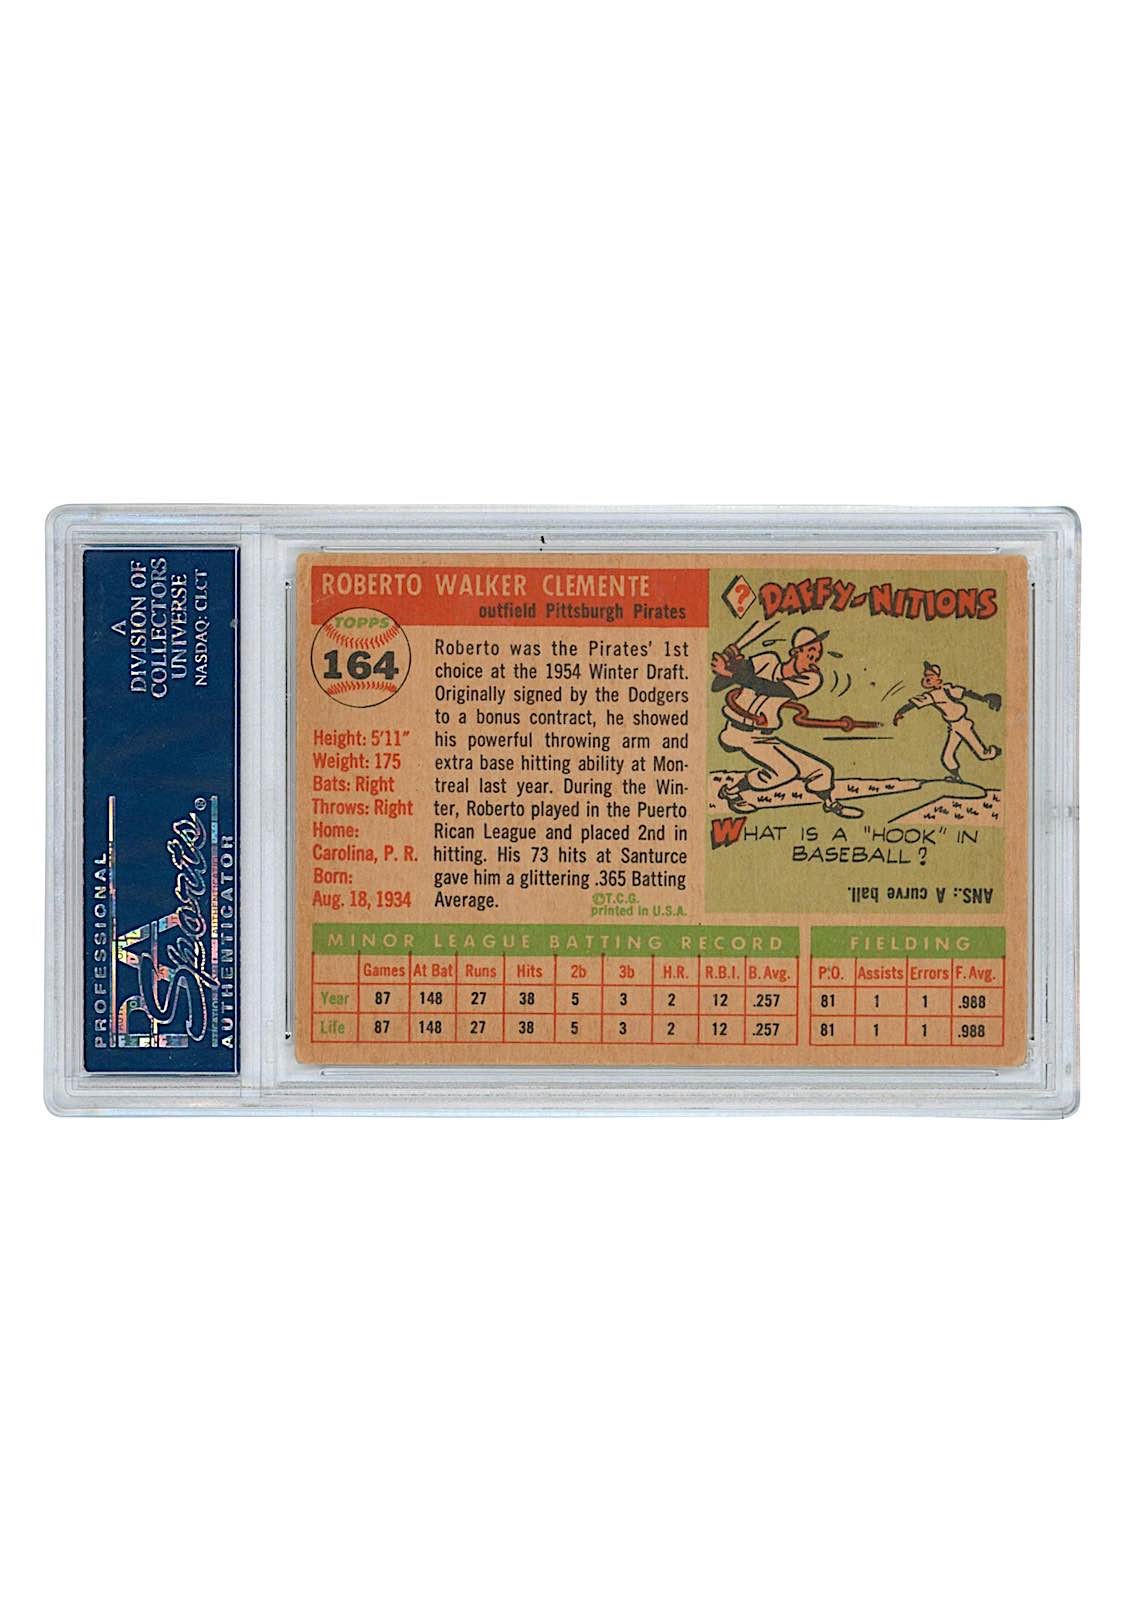 A
DIVISION OF
COLLECTORS
UNIVERSE
NASDAQ: CLCT
PROFESSIONAL
PSA
Sports®
AUTHENTICATOR
ROBERTO WALKER CLEMENTE
outfield Pittsburgh Pirates
TOPPS
164
Height: 5'11"
Weight: 175
Bats: Right
Throws: Right
Home:
Carolina, P. R.
Born:
Aug. 18, 1934
Roberto was the Pirates' 1st
choice at the 1954 Winter Draft.
Originally signed by the Dodgers
to a bonus contract, he showed
his powerful throwing arm and
extra base hitting ability at Mon-
treal last year. During the Win-
ter, Roberto played in the Puerto
Rican League and placed 2nd in
hitting. His 73 hits at Santurce
gave him a glittering .365 Batting
Average.
©T.C.G.
printed in U.S.A.
? DAFFY-NITIONS
WHAT IS A "HOOK" IN
BASEBALL?
ANS.: A curve ball.
MINOR LEAGUE BATTING RECORD
Games At Bat Runs Hits 2b 3b H.R. R.B.I. B. Avg.
Year 87 148 27 38 5 3 2 12 .257
Life 87 148 27 38 5 3 2 12 .257
FIELDING
P.O. Assists Errors F. Avg.
81 1 1 .988
81 1 1 .988